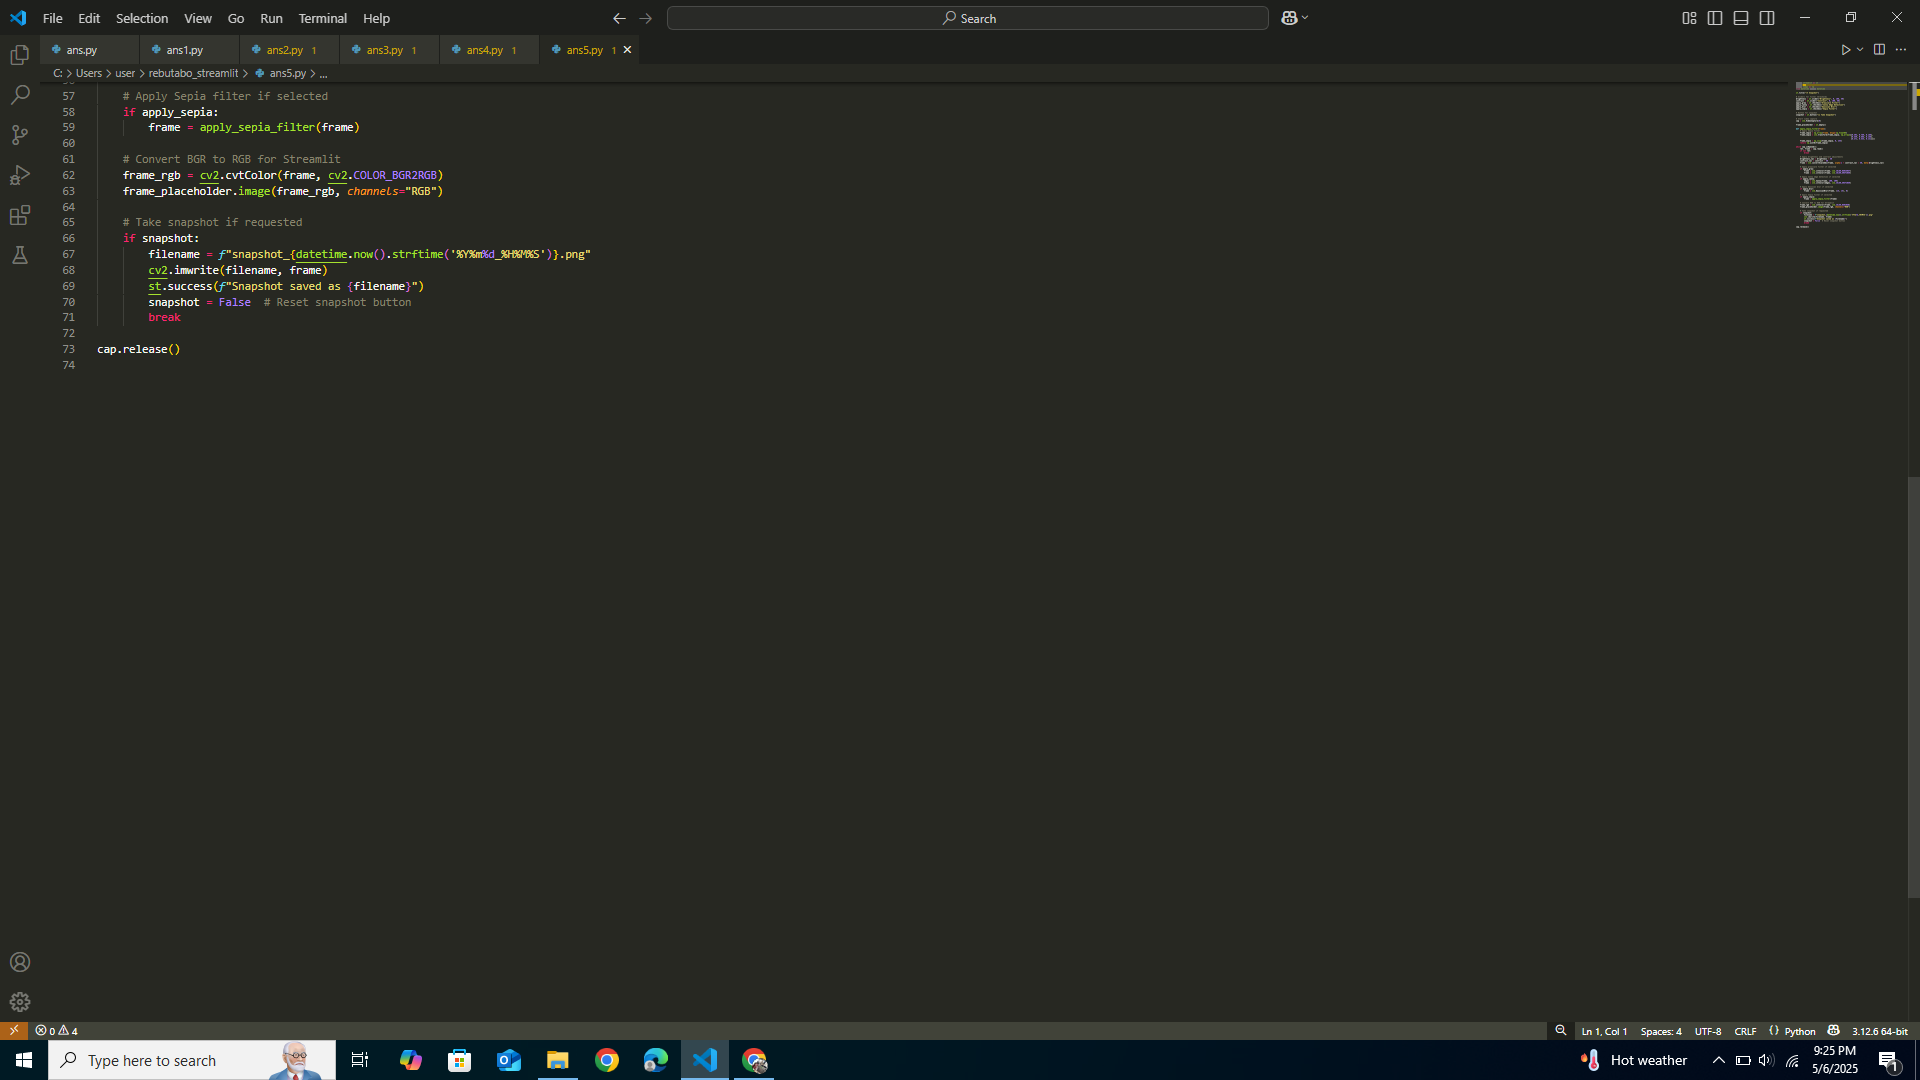 File Edit Selection View Go Run Terminal Help
Search
ans.py ans1.py ans2.py 1 ans3.py 1 ans4.py 1 ans5.py 1
C: > Users > user > rebutabo_streamlit > ans5.py > ...
57 # Apply Sepia filter if selected
58 if apply_sepia:
59 frame = apply_sepia_filter(frame)
60
61 # Convert BGR to RGB for Streamlit
62 frame_rgb = cv2.cvtColor(frame, cv2.COLOR_BGR2RGB)
63 frame_placeholder.image(frame_rgb, channels="RGB")
64
65 # Take snapshot if requested
66 if snapshot:
67 filename = f"snapshot_{datetime.now().strftime('%Y%m%d_%H%M%S')}.png"
68 cv2.imwrite(filename, frame)
69 st.success(f"Snapshot saved as {filename}")
70 snapshot = False # Reset snapshot button
71 break
72
73 cap.release()
74
0 4
Ln 1, Col 1 Spaces: 4 UTF-8 CRLF {} Python 3.12.6 64-bit
Type here to search
Hot weather
9:25 PM
5/6/2025
1